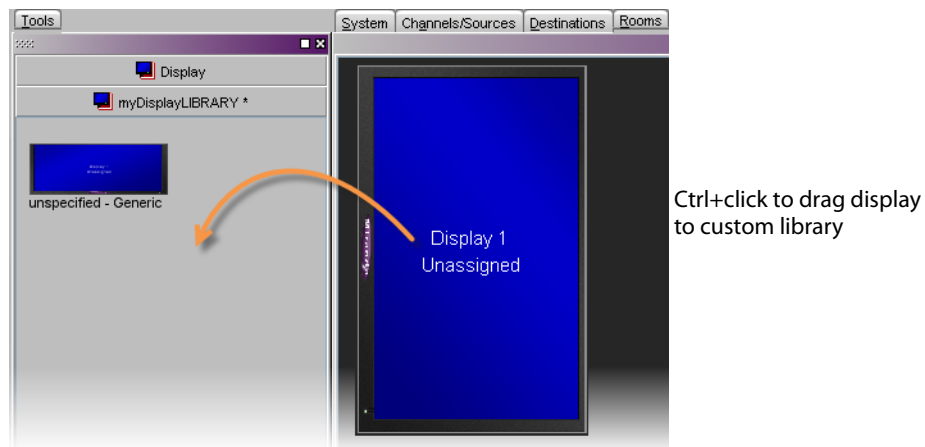 Tools
System Channels/Sources Destinations Rooms
Display
myDisplayLIBRARY *
unspecified - Generic
Display 1
Unassigned
Ctrl+click to drag display
to custom library